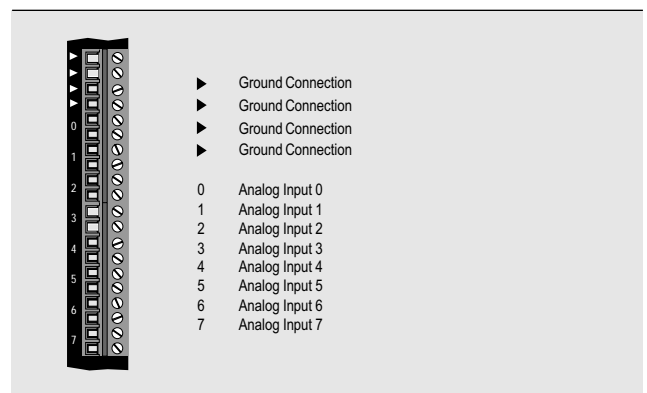 0
1
2
3
4
5
6
7
▶ Ground Connection
▶ Ground Connection
▶ Ground Connection
▶ Ground Connection
0 Analog Input 0
1 Analog Input 1
2 Analog Input 2
3 Analog Input 3
4 Analog Input 4
5 Analog Input 5
6 Analog Input 6
7 Analog Input 7